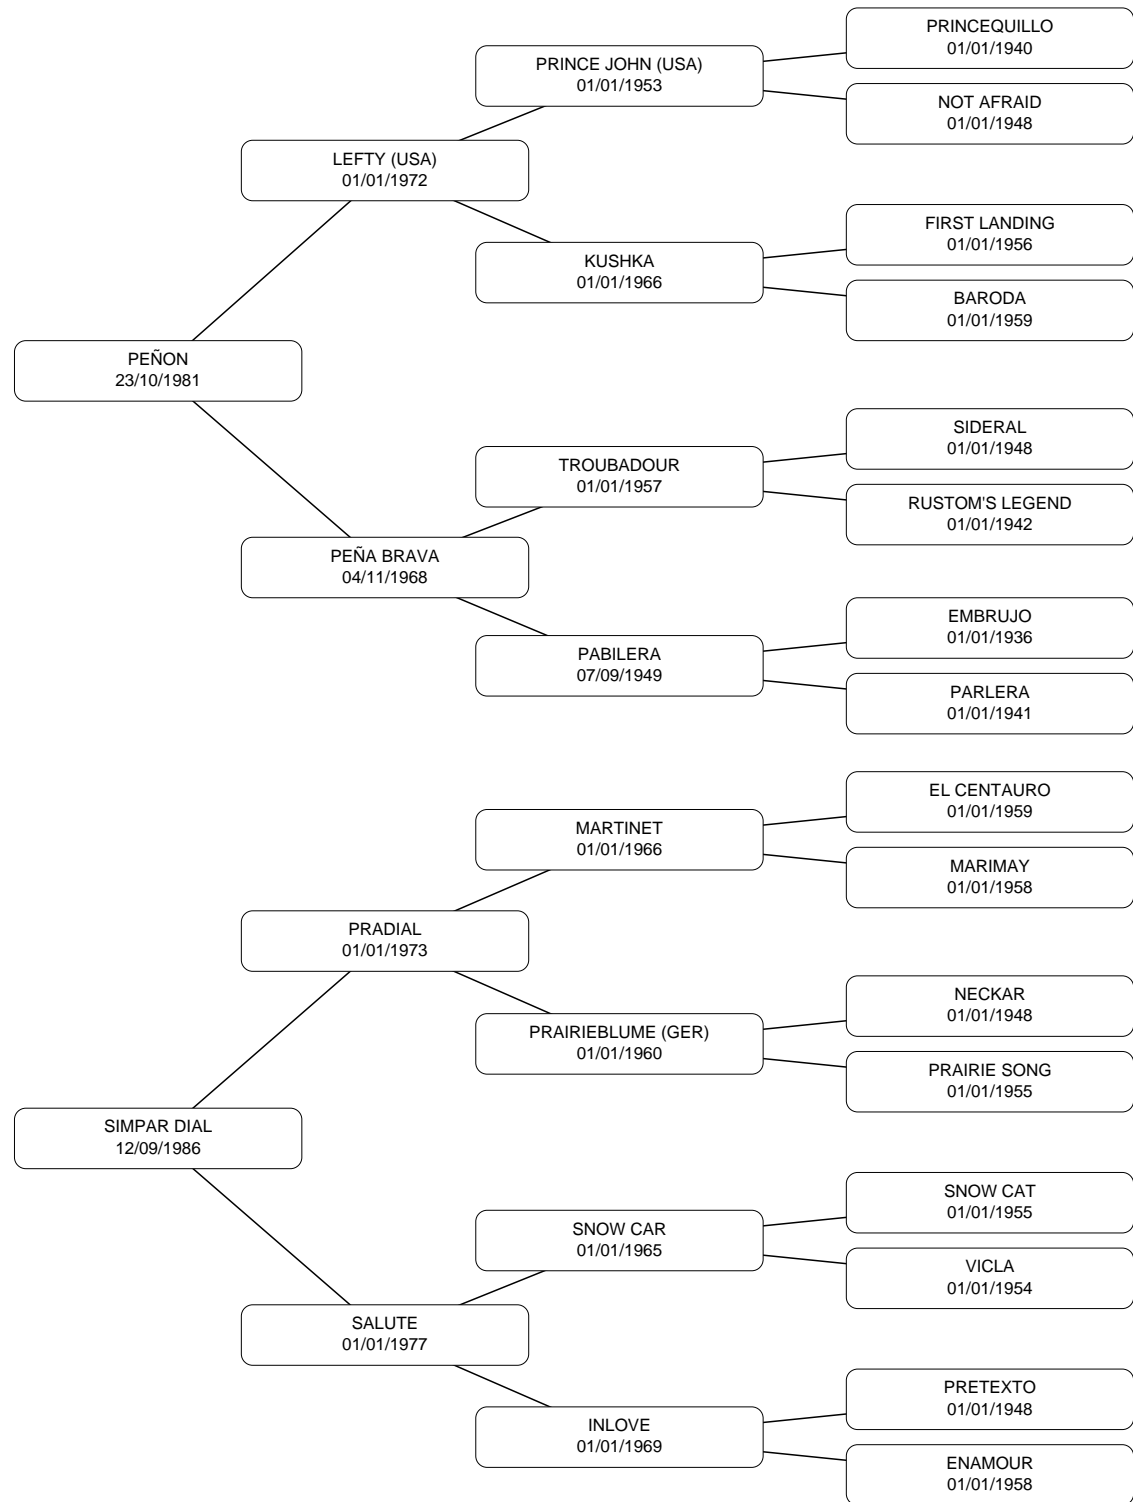 PRINCEQUILLO
01/01/1940
PRINCE JOHN (USA)
01/01/1953
NOT AFRAID
01/01/1948
LEFTY (USA)
01/01/1972
FIRST LANDING
01/01/1956
KUSHKA
01/01/1966
BARODA
01/01/1959
PEÑON
23/10/1981
SIDERAL
01/01/1948
TROUBADOUR
01/01/1957
RUSTOM'S LEGEND
01/01/1942
PEÑA BRAVA
04/11/1968
EMBRUJO
01/01/1936
PABILERA
07/09/1949
PARLERA
01/01/1941
EL CENTAURO
01/01/1959
MARTINET
01/01/1966
MARIMAY
01/01/1958
PRADIAL
01/01/1973
NECKAR
01/01/1948
PRAIRIEBLUME (GER)
01/01/1960
PRAIRIE SONG
01/01/1955
SIMPAR DIAL
12/09/1986
SNOW CAT
01/01/1955
SNOW CAR
01/01/1965
VICLA
01/01/1954
SALUTE
01/01/1977
PRETEXTO
01/01/1948
INLOVE
01/01/1969
ENAMOUR
01/01/1958